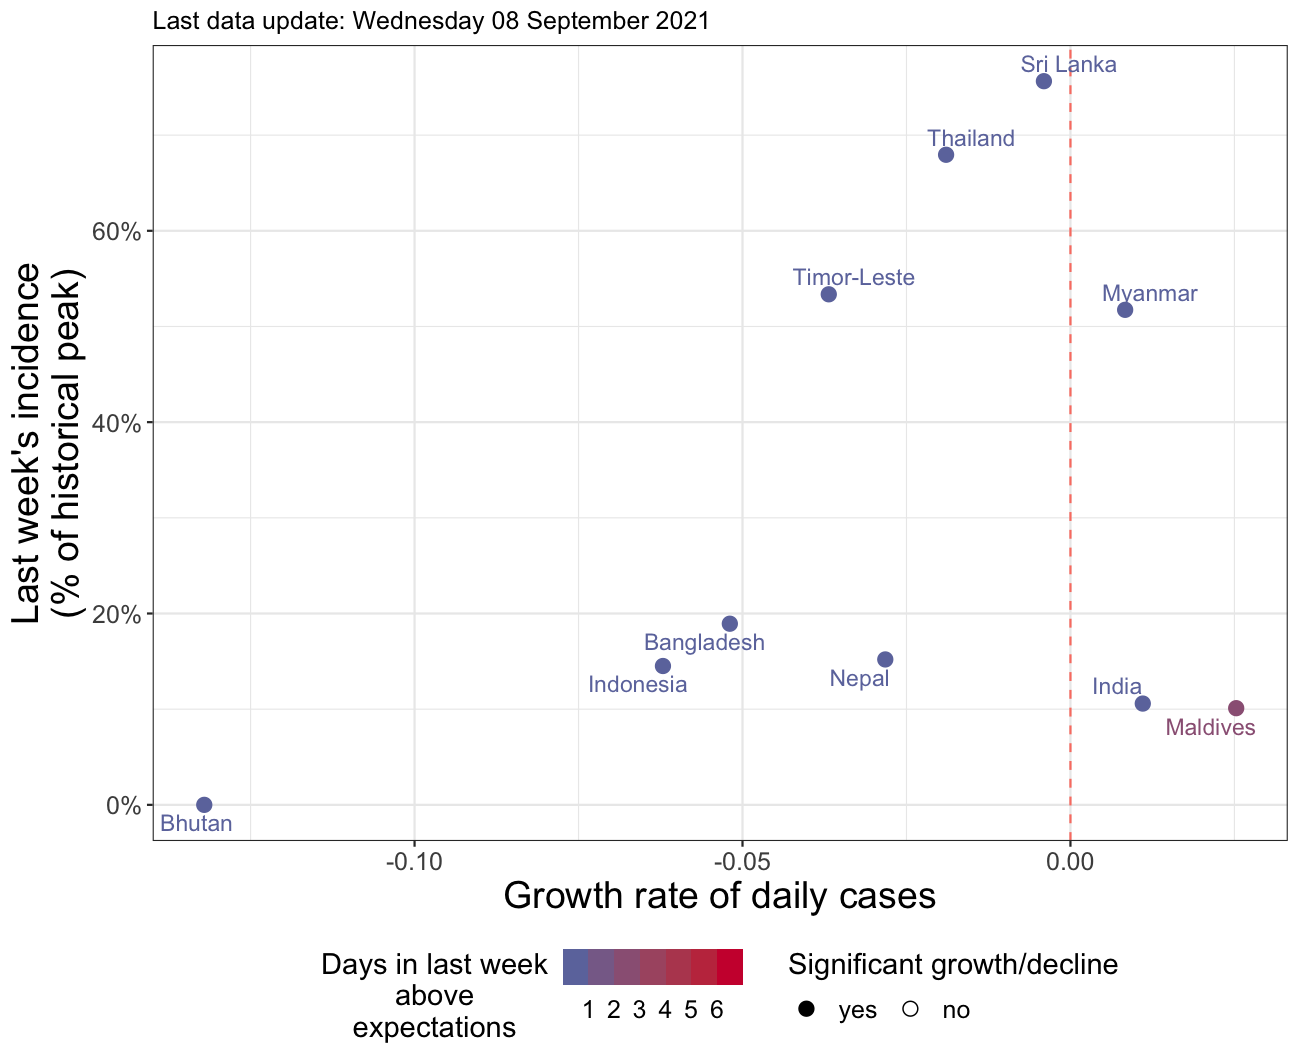 Last data update: Wednesday 08 September 2021
Sri Lanka
Thailand
60%
Timor-Leste
Myanmar
Last week's incidence
(% of historical peak)
40%
20%
Bangladesh
Indonesia
Nepal
India
Maldives
0%
Bhutan
-0.10 -0.05 0.00
Growth rate of daily cases
Days in last week
above
expectations
1 2 3 4 5 6
Significant growth/decline
yes no